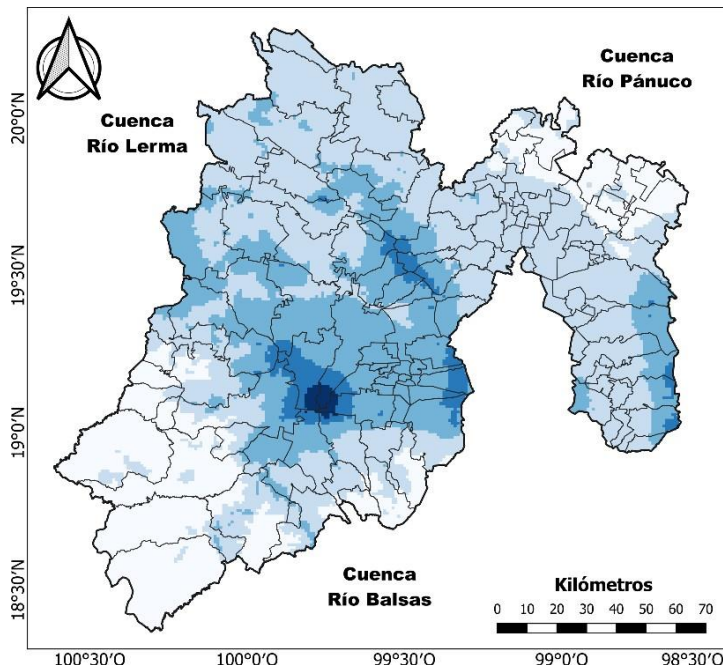 Cuenca
Río Pánuco
Cuenca
Río Lerma
20°0′N
19°30′N
19°0′N
18°30′N
Cuenca
Río Balsas
Kilómetros
0 10 20 30 40 50 60 70
100°30′O 100°0′O 99°30′O 99°0′O 98°30′O